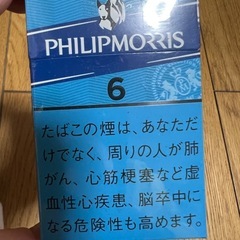 PHILIPMORRIS
6
たばこの煙は、あなただ
けでなく、周りの人が肺
がん、心筋梗塞など虚
血性心疾患、脳卒中に
なる危険性も高めます。